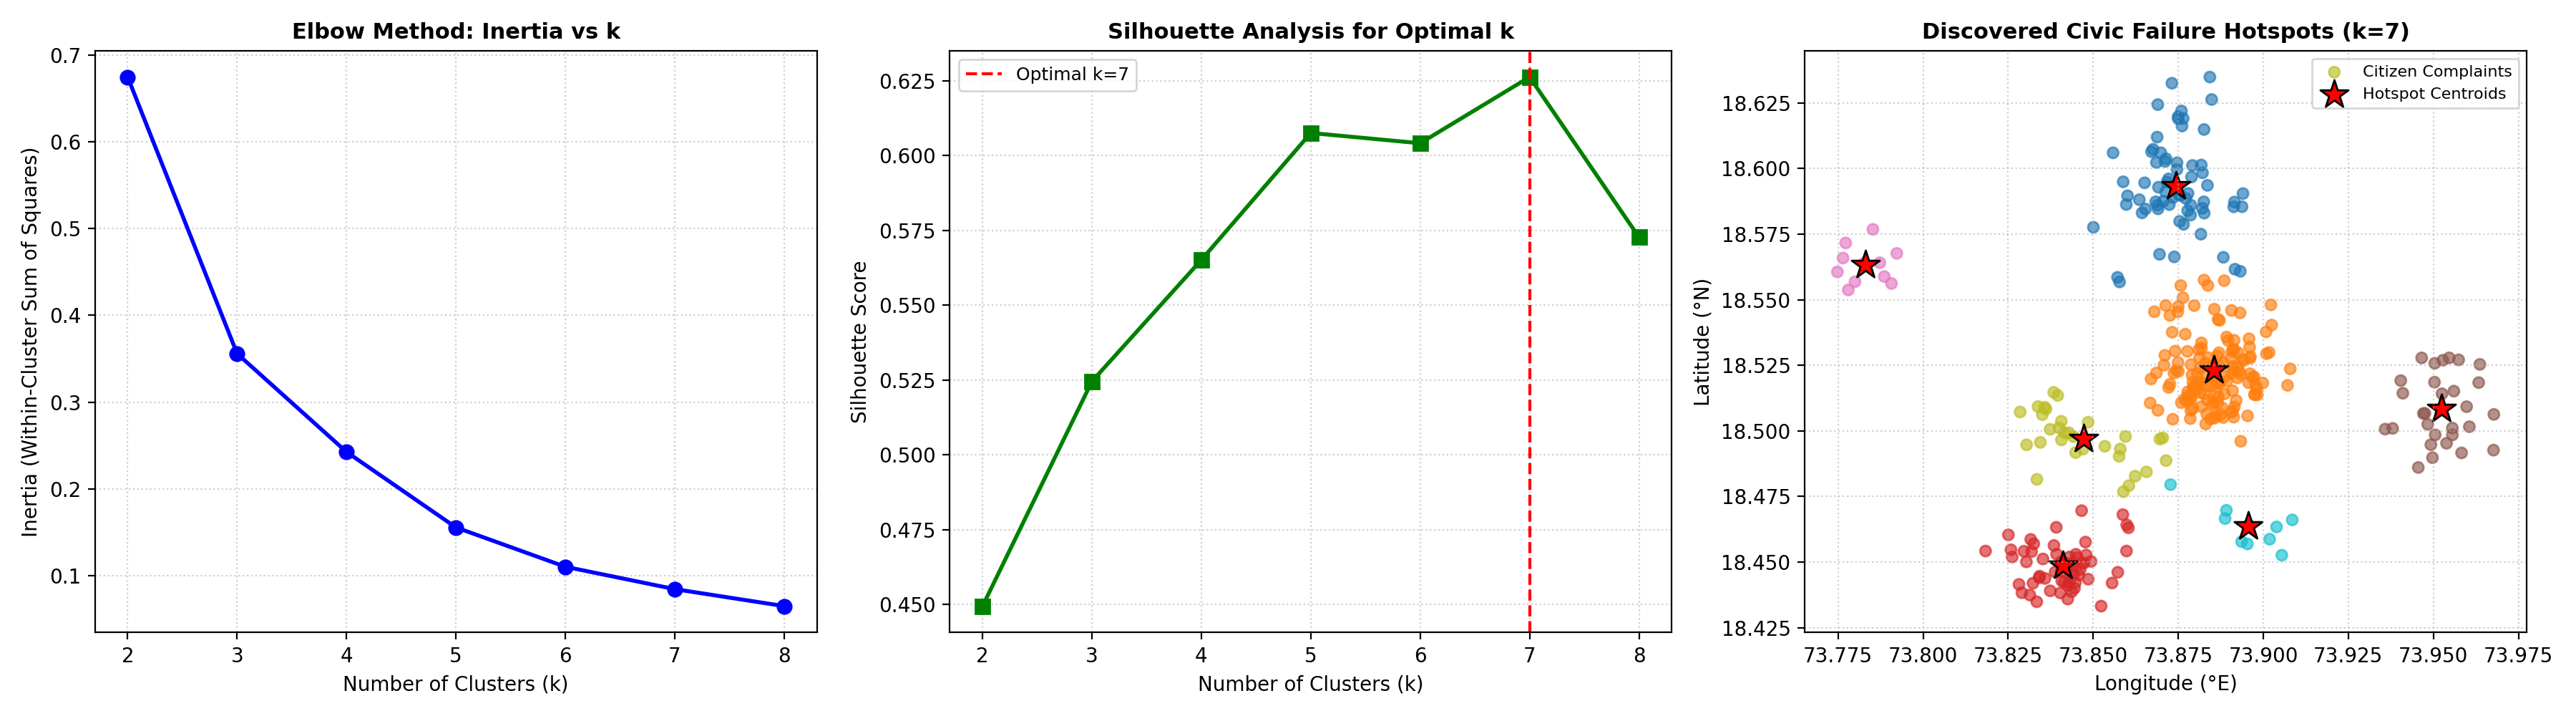 Elbow Method: Inertia vs k
Inertia (Within-Cluster Sum of Squares)
0.7
0.6
0.5
0.4
0.3
0.2
0.1
2 3 4 5 6 7 8
Number of Clusters (k)
Silhouette Analysis for Optimal k
Optimal k=7
Silhouette Score
0.625
0.600
0.575
0.550
0.525
0.500
0.475
0.450
2 3 4 5 6 7 8
Number of Clusters (k)
Discovered Civic Failure Hotspots (k=7)
Citizen Complaints
Hotspot Centroids
Latitude (°N)
18.625
18.600
18.575
18.550
18.525
18.500
18.475
18.450
18.425
73.775 73.800 73.825 73.850 73.875 73.900 73.925 73.950 73.975
Longitude (°E)